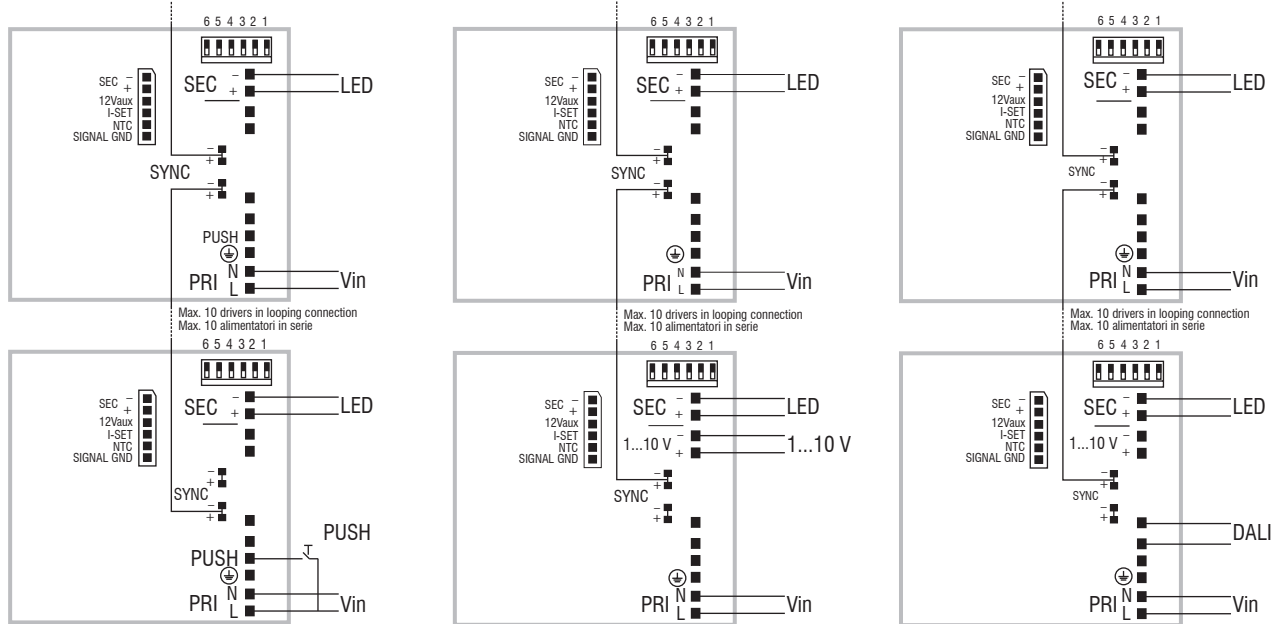 6 5 4 3 2 1
SEC −
+
12Vaux
I-SET
NTC
SIGNAL GND
SEC −
+
LED
−
+
SYNC
−
+
PUSH
N
PRI
L
Vin
Max. 10 drivers in looping connection
Max. 10 alimentatori in serie
6 5 4 3 2 1
SEC −
+
12Vaux
I-SET
NTC
SIGNAL GND
SEC −
+
LED
−
+
SYNC
−
+
N
PRI
L
Vin
Max. 10 drivers in looping connection
Max. 10 alimentatori in serie
6 5 4 3 2 1
SEC −
+
12Vaux
I-SET
NTC
SIGNAL GND
SEC −
+
LED
−
+
SYNC
−
+
N
PRI
L
Vin
Max. 10 drivers in looping connection
Max. 10 alimentatori in serie
6 5 4 3 2 1
SEC −
+
12Vaux
I-SET
NTC
SIGNAL GND
SEC −
+
LED
−
+
SYNC
−
+
PUSH
PUSH
N
PRI
L
Vin
6 5 4 3 2 1
SEC −
+
12Vaux
I-SET
NTC
SIGNAL GND
SEC −
+
LED
1...10 V −
+
1...10 V
−
+
SYNC
−
+
N
PRI
L
Vin
6 5 4 3 2 1
SEC −
+
12Vaux
I-SET
NTC
SIGNAL GND
SEC −
+
LED
1...10 V −
+
−
+
SYNC
−
+
DALI
N
PRI
L
Vin